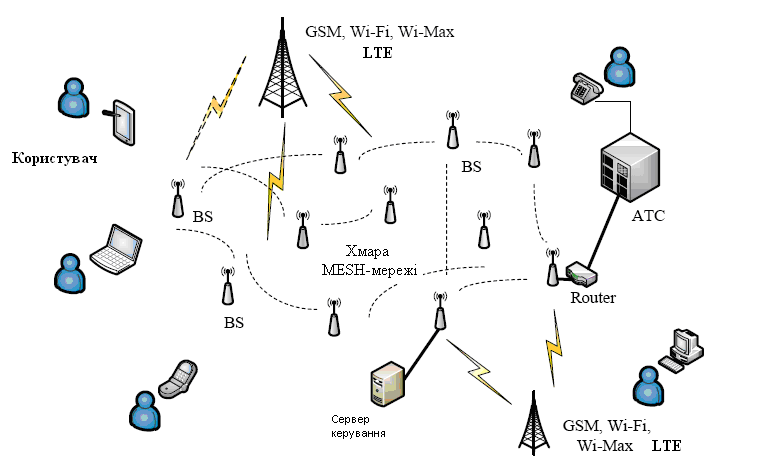 GSM, Wi-Fi, Wi-Max
LTE
Користувач
BS
BS
АТС
Хмара
MESH-мережі
Router
BS
Сервер
керування
GSM, Wi-Fi,
Wi-Max LTE